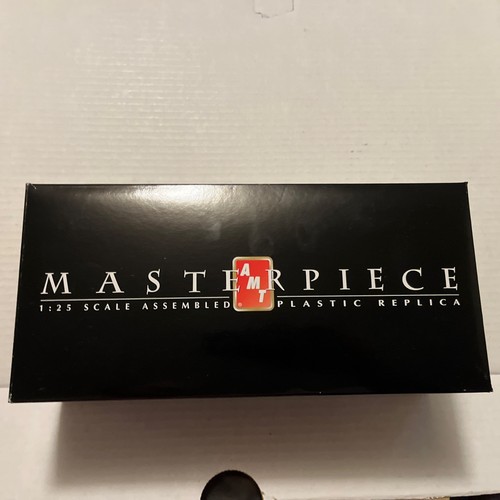 MASTERPIECE
AMT
1:25 SCALE ASSEMBLED PLASTIC REPLICA